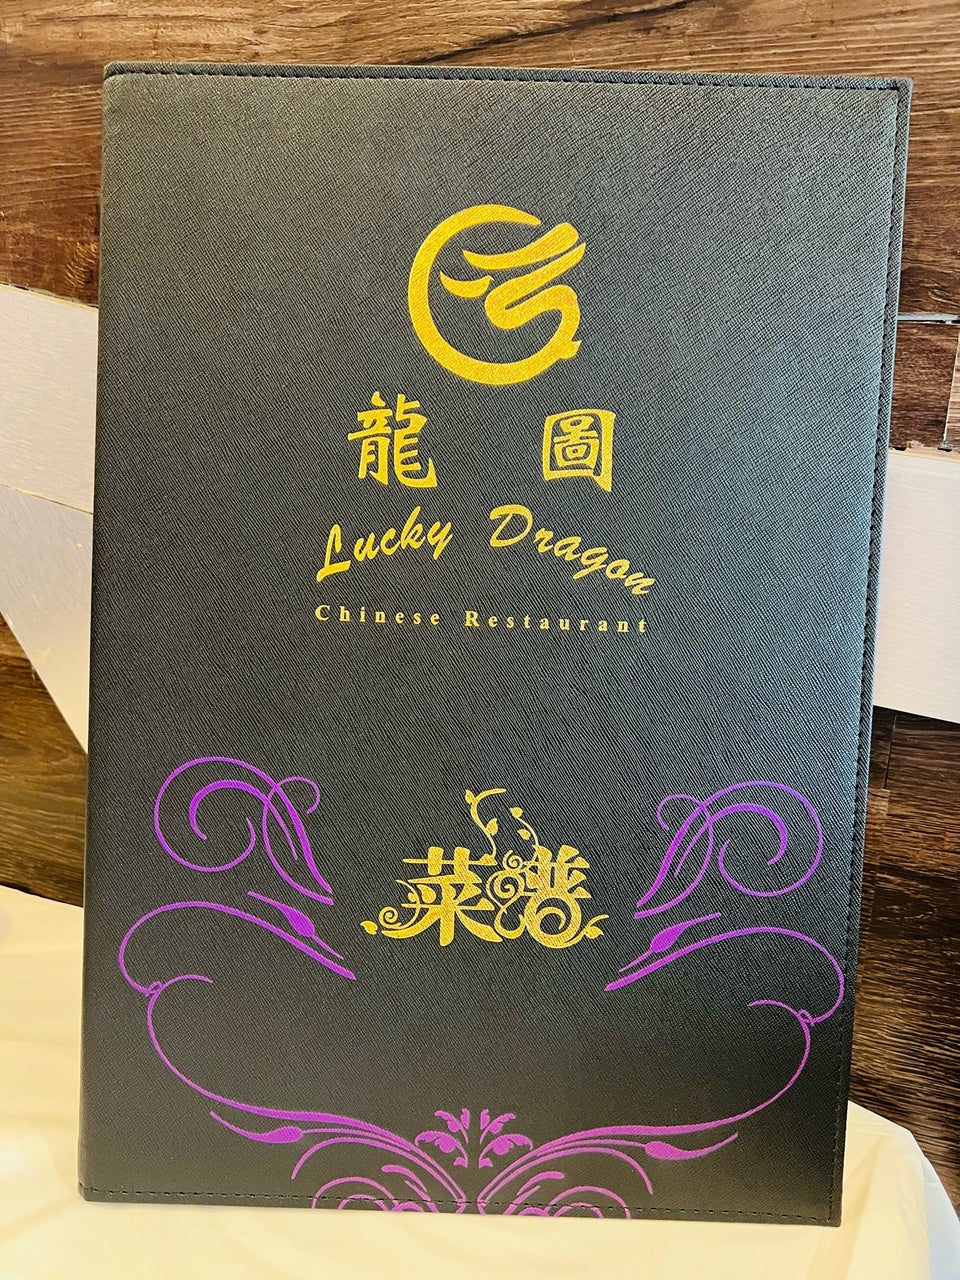 龍 圖
Lucky Dragon
Chinese Restaurant
菜譜